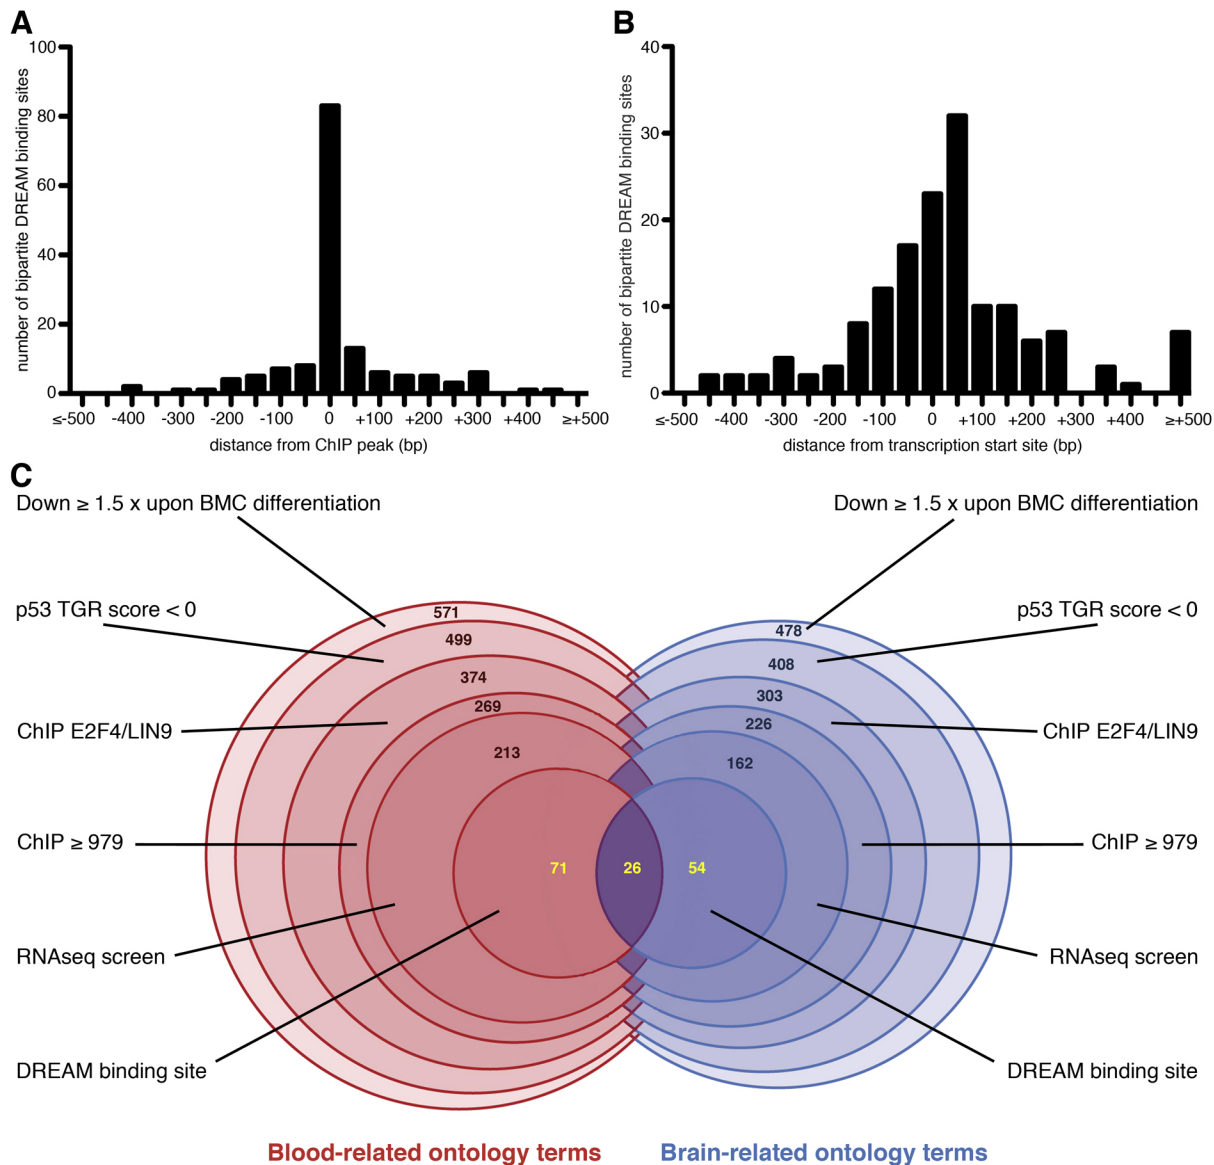 A
number of bipartite DREAM binding sites
100
80
60
40
20
0
≤-500 -400 -300 -200 -100 0 +100 +200 +300 +400 ≥+500
distance from ChIP peak (bp)
B
number of bipartite DREAM binding sites
40
30
20
10
0
≤-500 -400 -300 -200 -100 0 +100 +200 +300 +400 ≥+500
distance from transcription start site (bp)
C
Down ≥ 1.5 x upon BMC differentiation
p53 TGR score < 0
ChIP E2F4/LIN9
ChIP ≥ 979
RNAseq screen
DREAM binding site
571
499
374
269
213
71
26
54
478
408
303
226
162
Down ≥ 1.5 x upon BMC differentiation
p53 TGR score < 0
ChIP E2F4/LIN9
ChIP ≥ 979
RNAseq screen
DREAM binding site
Blood-related ontology terms
Brain-related ontology terms